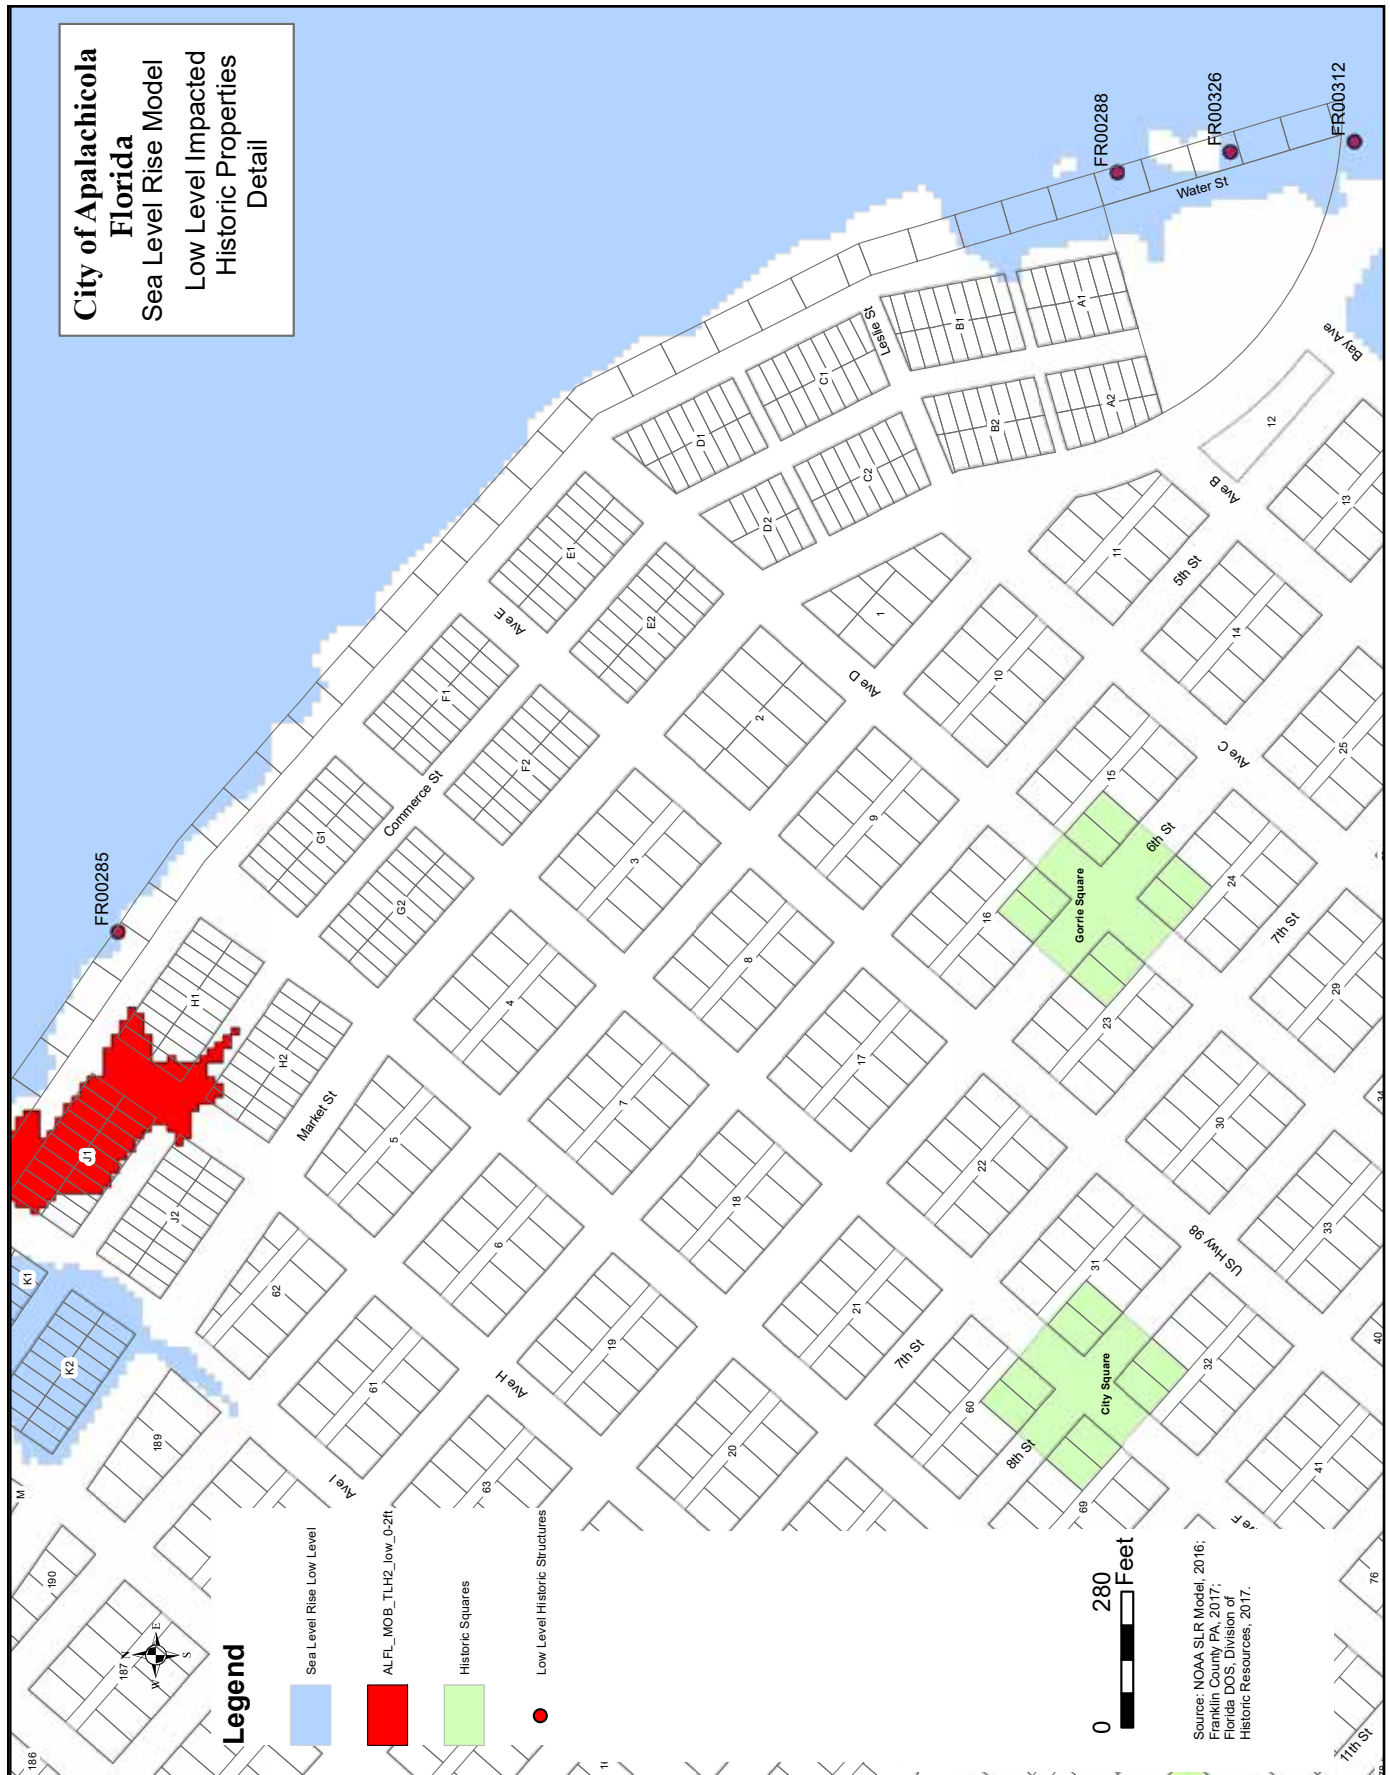 City of Apalachicola
Florida
Sea Level Rise Model
Low Level Impacted
Historic Properties
Detail
FR00288
FR00326
FR00312
FR00285
Water St
Bay Ave
Leslie St
Ave B
5th St
Ave D
Ave C
Ave E
Commerce St
6th St
7th St
Gorrie Square
Market St
US Hwy 98
7th St
Ave H
City Square
8th St
Ave I
ve F
11th St
A1
B1
C1
D1
E1
F1
G1
H1
J1
K1
A2
B2
C2
D2
E2
F2
G2
H2
J2
K2
M
1
2
3
4
5
6
7
8
9
10
11
12
13
14
15
16
17
18
19
20
21
22
23
24
25
29
30
31
32
33
34
40
41
60
61
62
63
69
76
186
187
189
190
N
E
S
W
Legend
Sea Level Rise Low Level
ALFL_MOB_TLH2_low_0-2ft
Historic Squares
Low Level Historic Structures
0 280
Feet
Source: NOAA SLR Model, 2016;
Franklin County PA, 2017;
Florida DOS, Division of
Historic Resources, 2017.